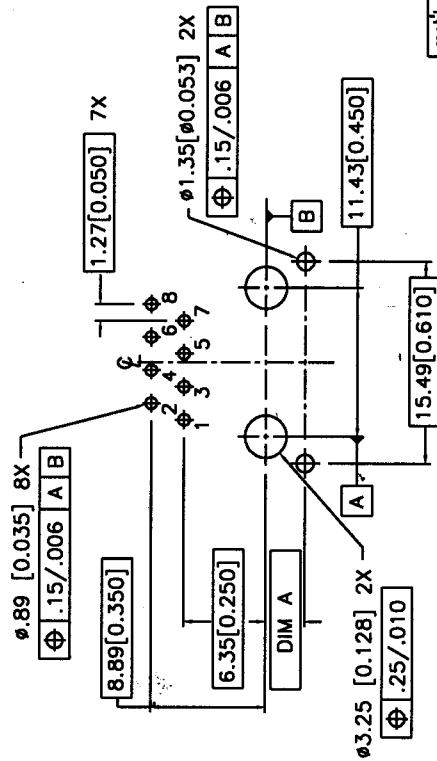 ø.89 [0.035] 8X
⌖ .15/.006 A B
1.27[0.050] 7X
ø1.35[ø0.053] 2X
⌖ .15/.006 A B
8.89[0.350]
6.35[0.250]
DIM A
℄
2 4 6 8
1 3 5 7
B
A
11.43[0.450]
15.49[0.610]
ø3.25 [0.128] 2X
⌖ .25/.010